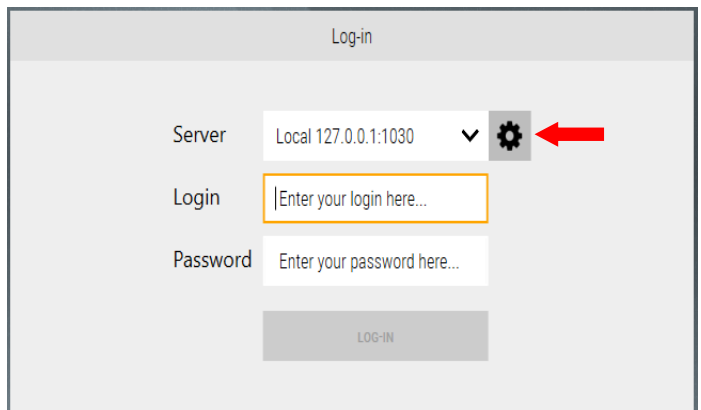 Log-in
Server Local 127.0.0.1:1030
Login Enter your login here...
Password Enter your password here...
LOG-IN